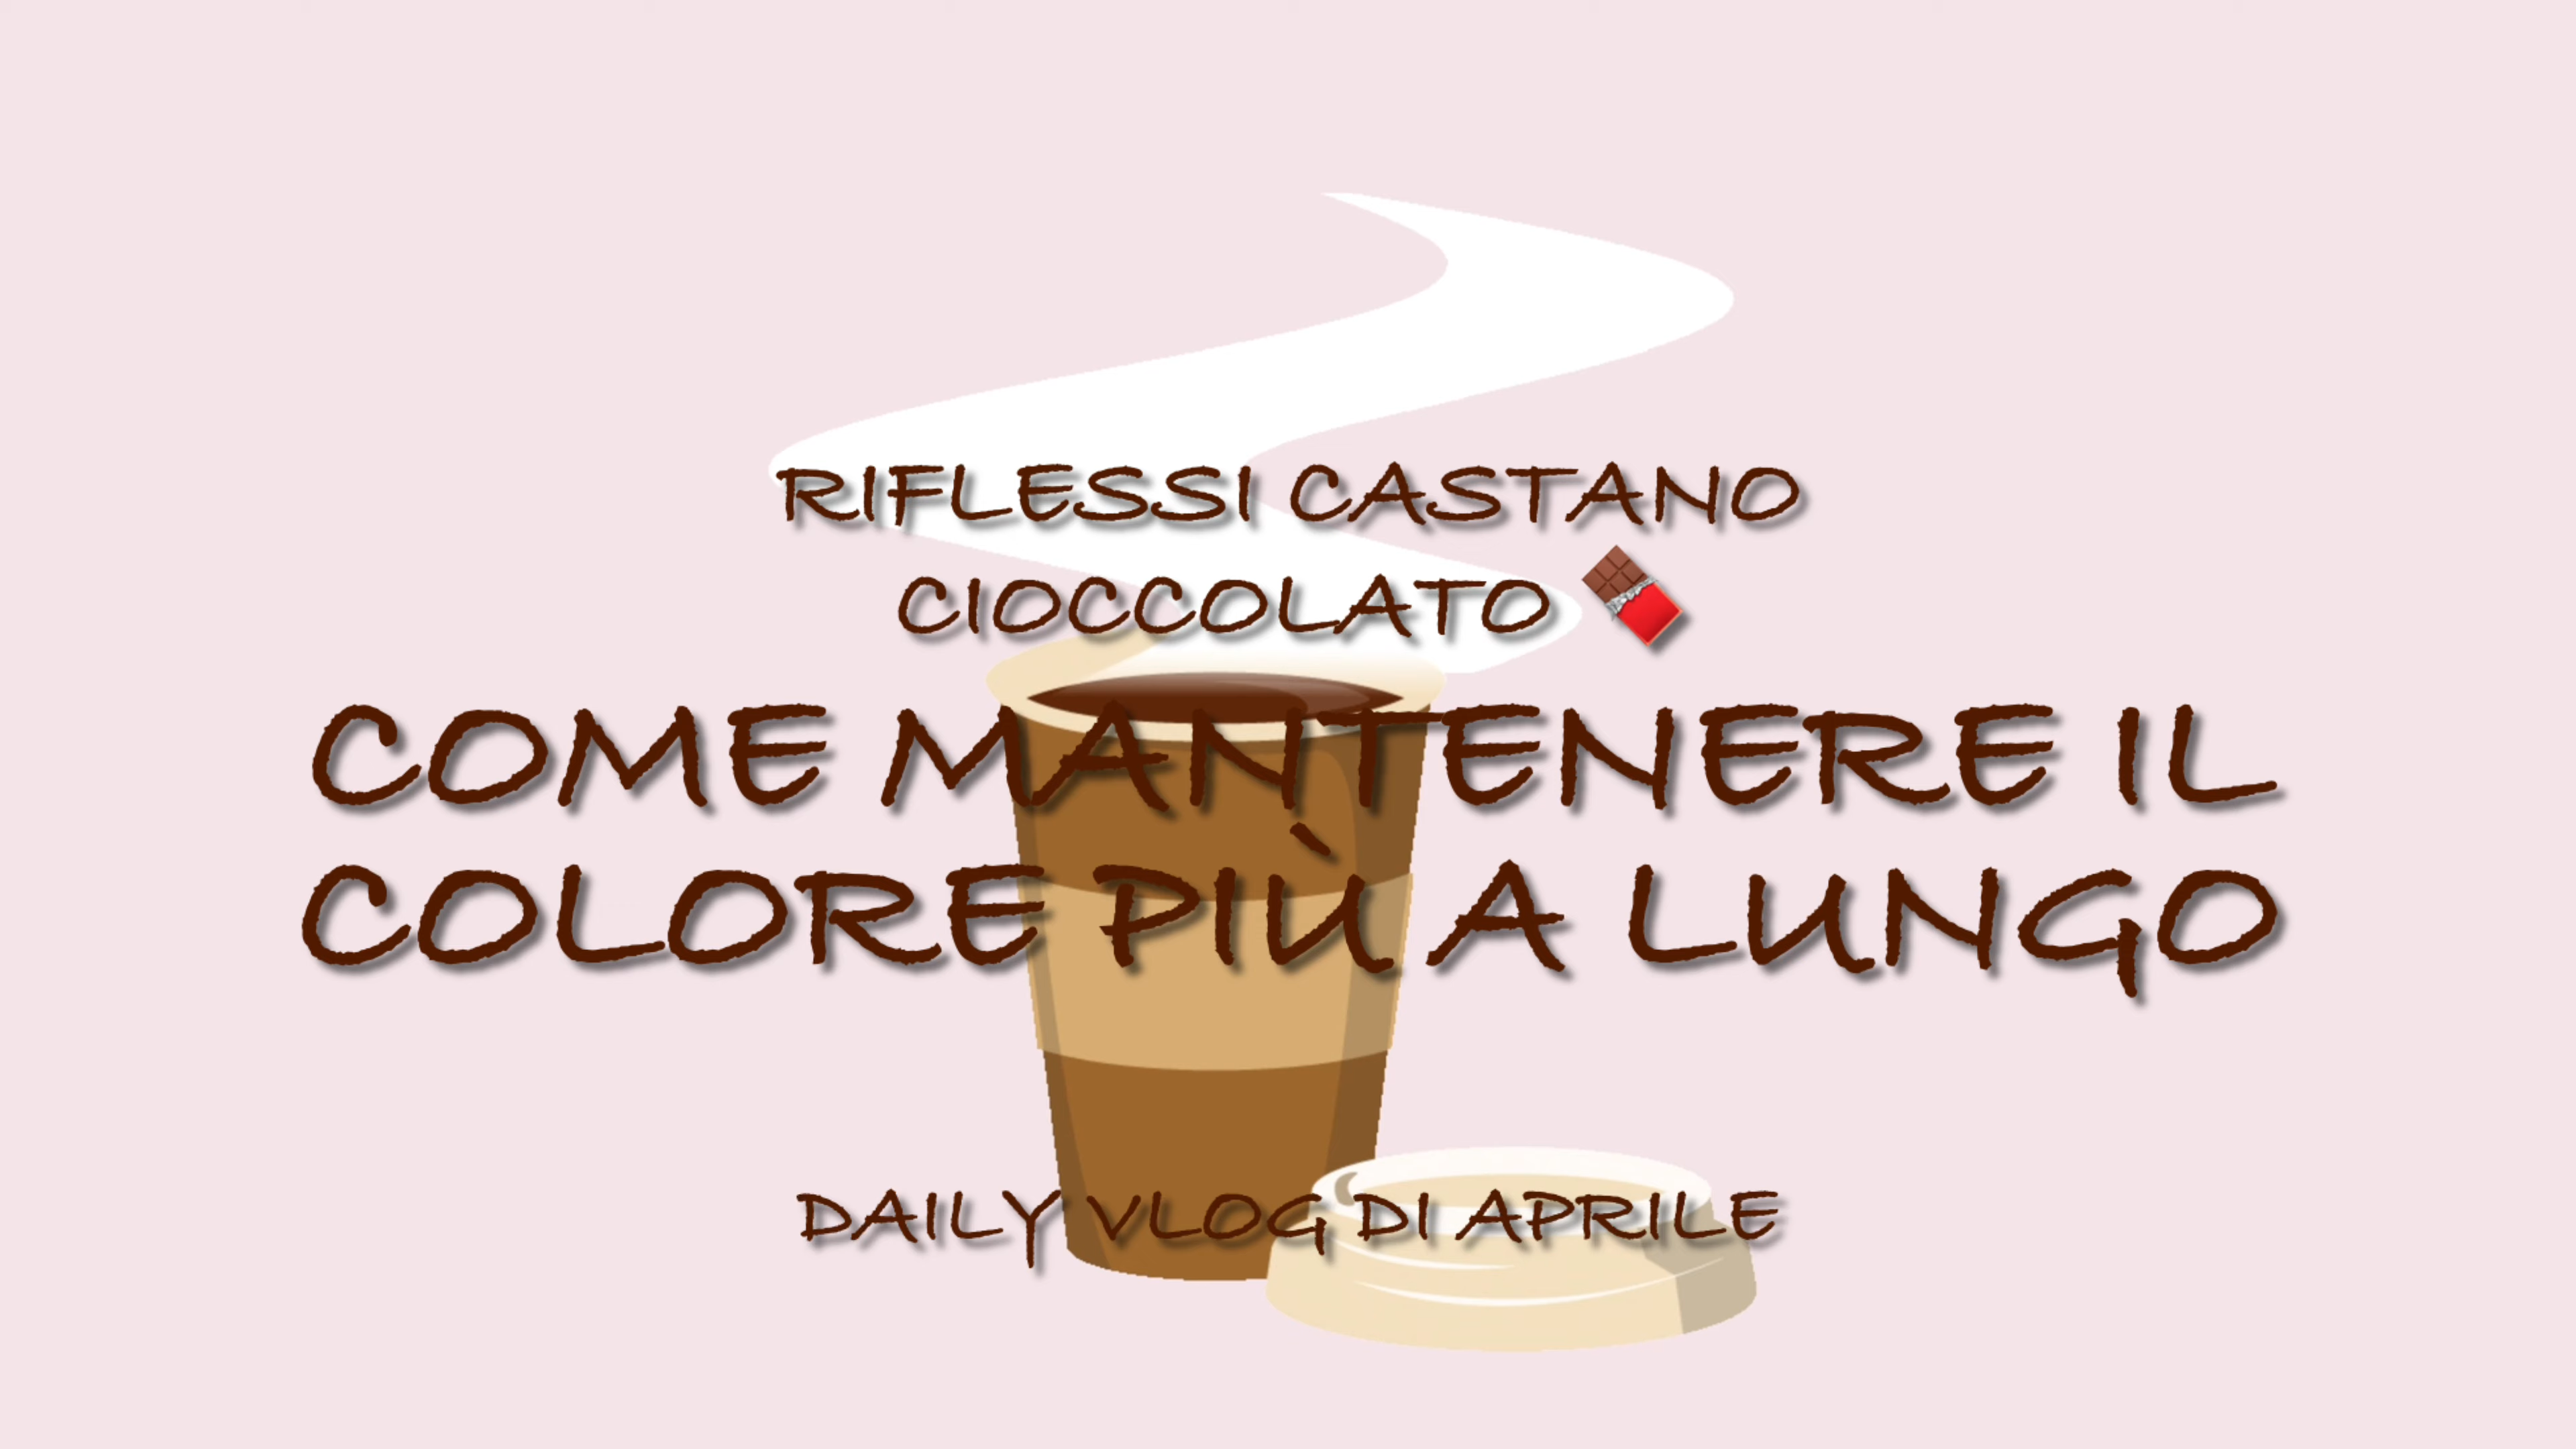 RIFLESSI CASTANO
CIOCCOLATO 🍫
COME MANTENERE IL
COLORE PIÙ A LUNGO
DAILY VLOG DI APRILE